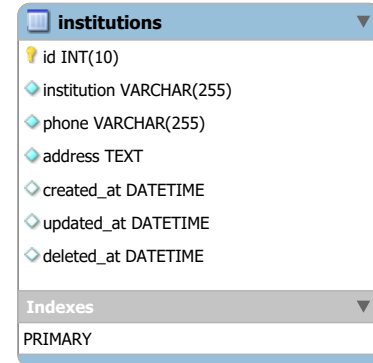 institutions
id INT(10)
institution VARCHAR(255)
phone VARCHAR(255)
address TEXT
created_at DATETIME
updated_at DATETIME
deleted_at DATETIME
Indexes
PRIMARY